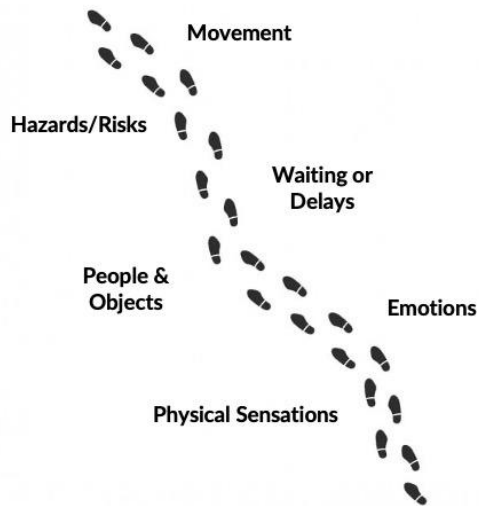 Movement
Hazards/Risks
Waiting or
Delays
People &
Objects
Emotions
Physical Sensations